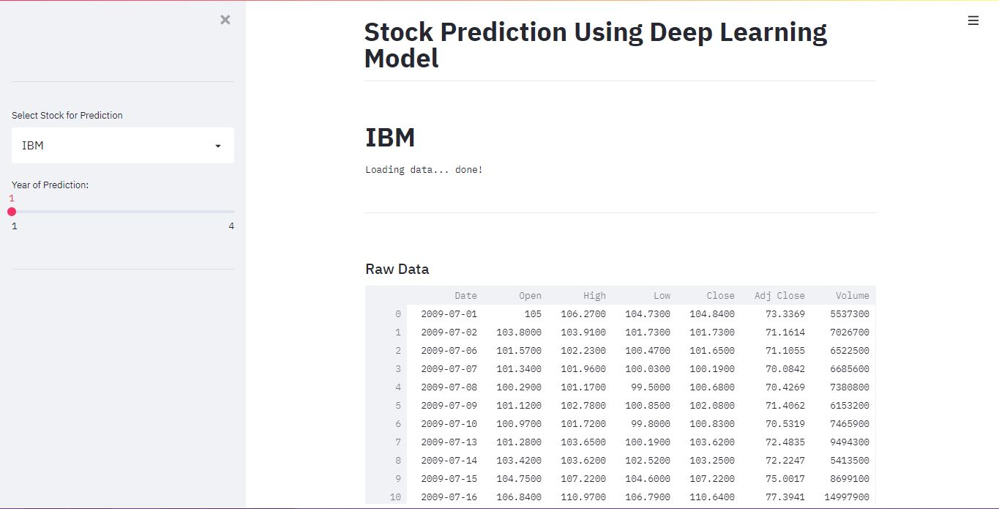 Stock Prediction Using Deep Learning
Model
Select Stock for Prediction
IBM
Year of Prediction:
1
1 4
IBM
Loading data... done!
Raw Data
Date Open High Low Close Adj Close Volume
0 2009-07-01 105 106.2700 104.7300 104.8400 73.3369 5537300
1 2009-07-02 103.8000 103.9100 101.7300 101.7300 71.1614 7026700
2 2009-07-06 101.5700 102.2300 100.4700 101.6500 71.1055 6522500
3 2009-07-07 101.3400 101.9600 100.0300 100.1900 70.0842 6685600
4 2009-07-08 100.2900 101.1700 99.5000 100.6800 70.4269 7380800
5 2009-07-09 101.1200 102.7800 100.8500 102.0800 71.4062 6153200
6 2009-07-10 100.9700 101.7200 99.8000 100.8300 70.5319 7465900
7 2009-07-13 101.2800 103.6500 100.1900 103.6200 72.4835 9494300
8 2009-07-14 103.4200 103.6200 102.5200 103.2500 72.2247 5413500
9 2009-07-15 104.7500 107.2200 104.6000 107.2200 75.0017 8699100
10 2009-07-16 106.8400 110.9700 106.7900 110.6400 77.3941 14997900